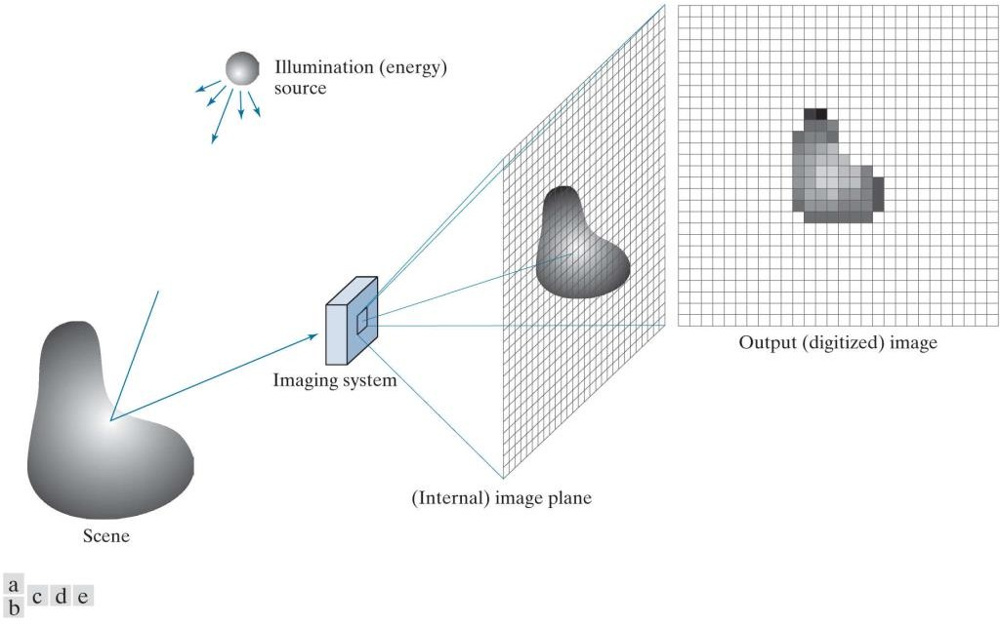 Illumination (energy)
source
Output (digitized) image
Imaging system
(Internal) image plane
Scene
a
b c d e